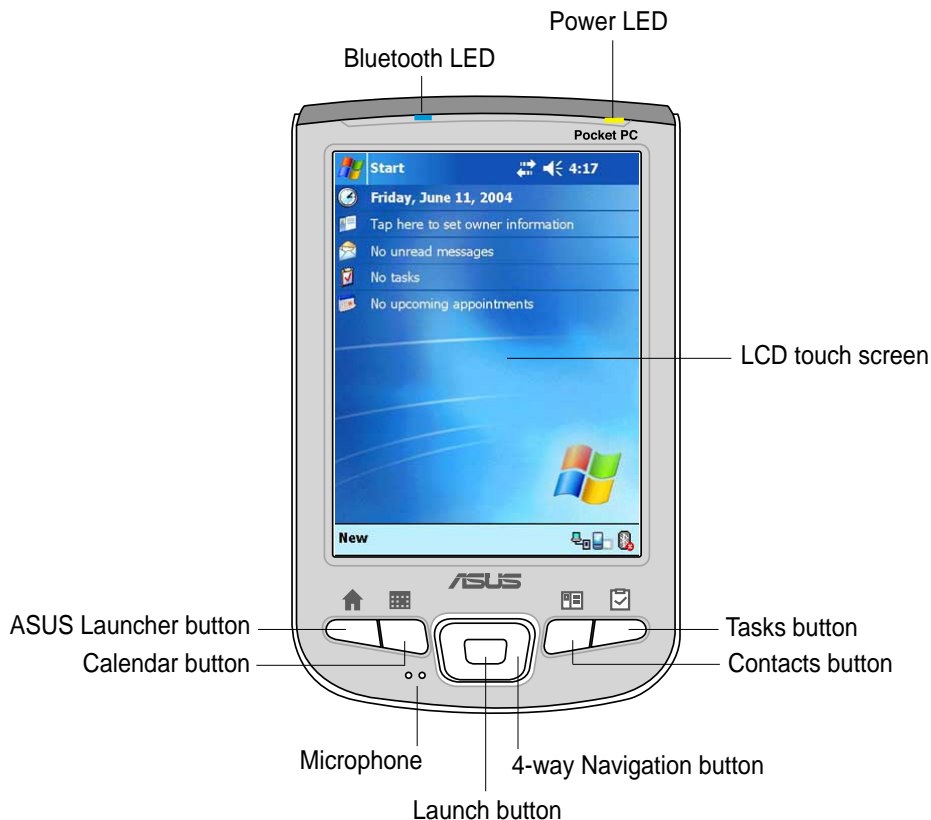 Power LED
Bluetooth LED
Pocket PC
Start 4:17
Friday, June 11, 2004
Tap here to set owner information
No unread messages
No tasks
No upcoming appointments
LCD touch screen
New
ASUS
ASUS Launcher button
Tasks button
Calendar button
Contacts button
Microphone
4-way Navigation button
Launch button